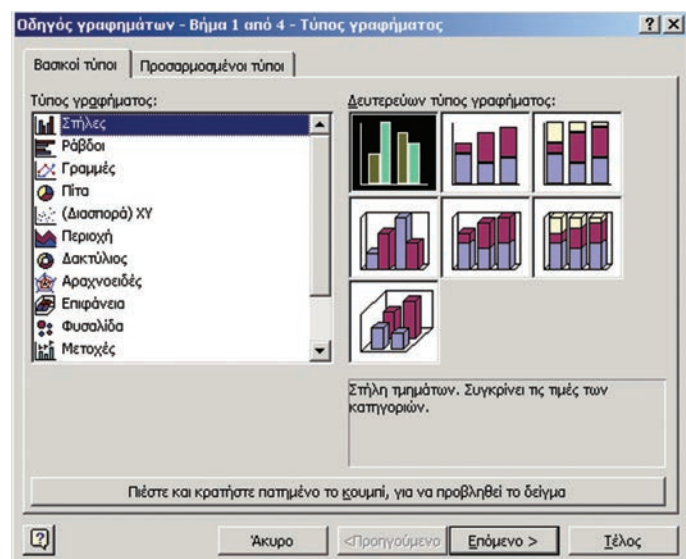 Οδηγός γραφημάτων - Βήμα 1 από 4 - Τύπος γραφήματος
Βασικοί τύποι
Προσαρμοσμένοι τύποι
Τύπος γραφήματος:
Στήλες
Ράβδοι
Γραμμές
Πίτα
(Διασπορά) XY
Περιοχή
Δακτύλιος
Αραχνοειδές
Επιφάνεια
Φυσαλίδα
Μετοχές
Δευτερεύων τύπος γραφήματος:
Στήλη τμημάτων. Συγκρίνει τις τιμές των
κατηγοριών.
Πιέστε και κρατήστε πατημένο το κουμπί, για να προβληθεί το δείγμα
Άκυρο
<Προηγούμενο
Επόμενο >
Τέλος